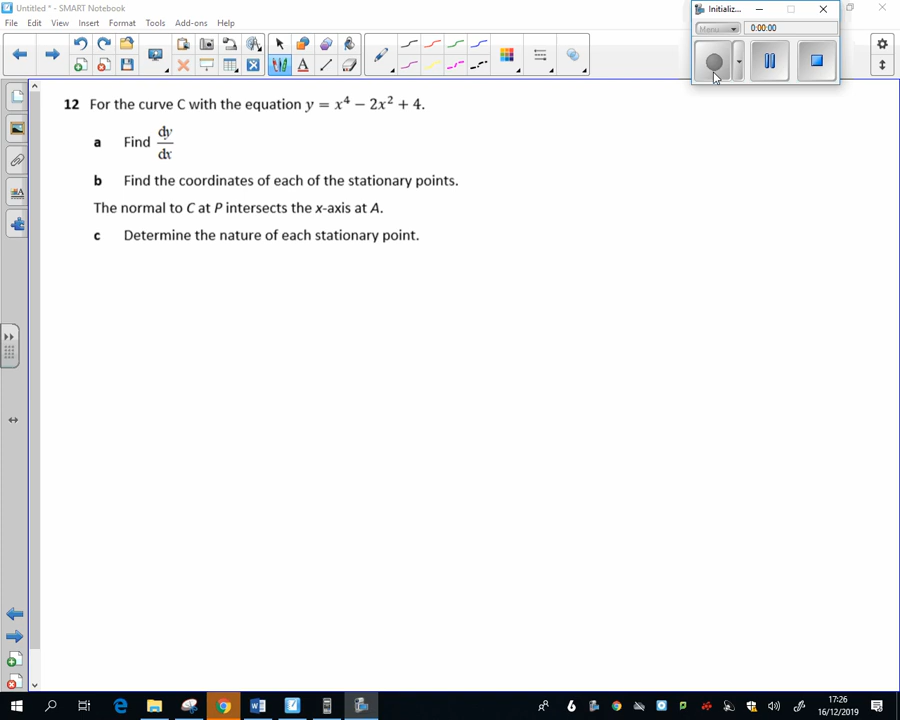 Untitled * - SMART Notebook
Initializ...
File Edit View Insert Format Tools Add-ons Help
Menu
0:00:00
12 For the curve C with the equation y = x⁴ − 2x² + 4.
a Find dy/dx
b Find the coordinates of each of the stationary points.
The normal to C at P intersects the x-axis at A.
c Determine the nature of each stationary point.
17:26
16/12/2019